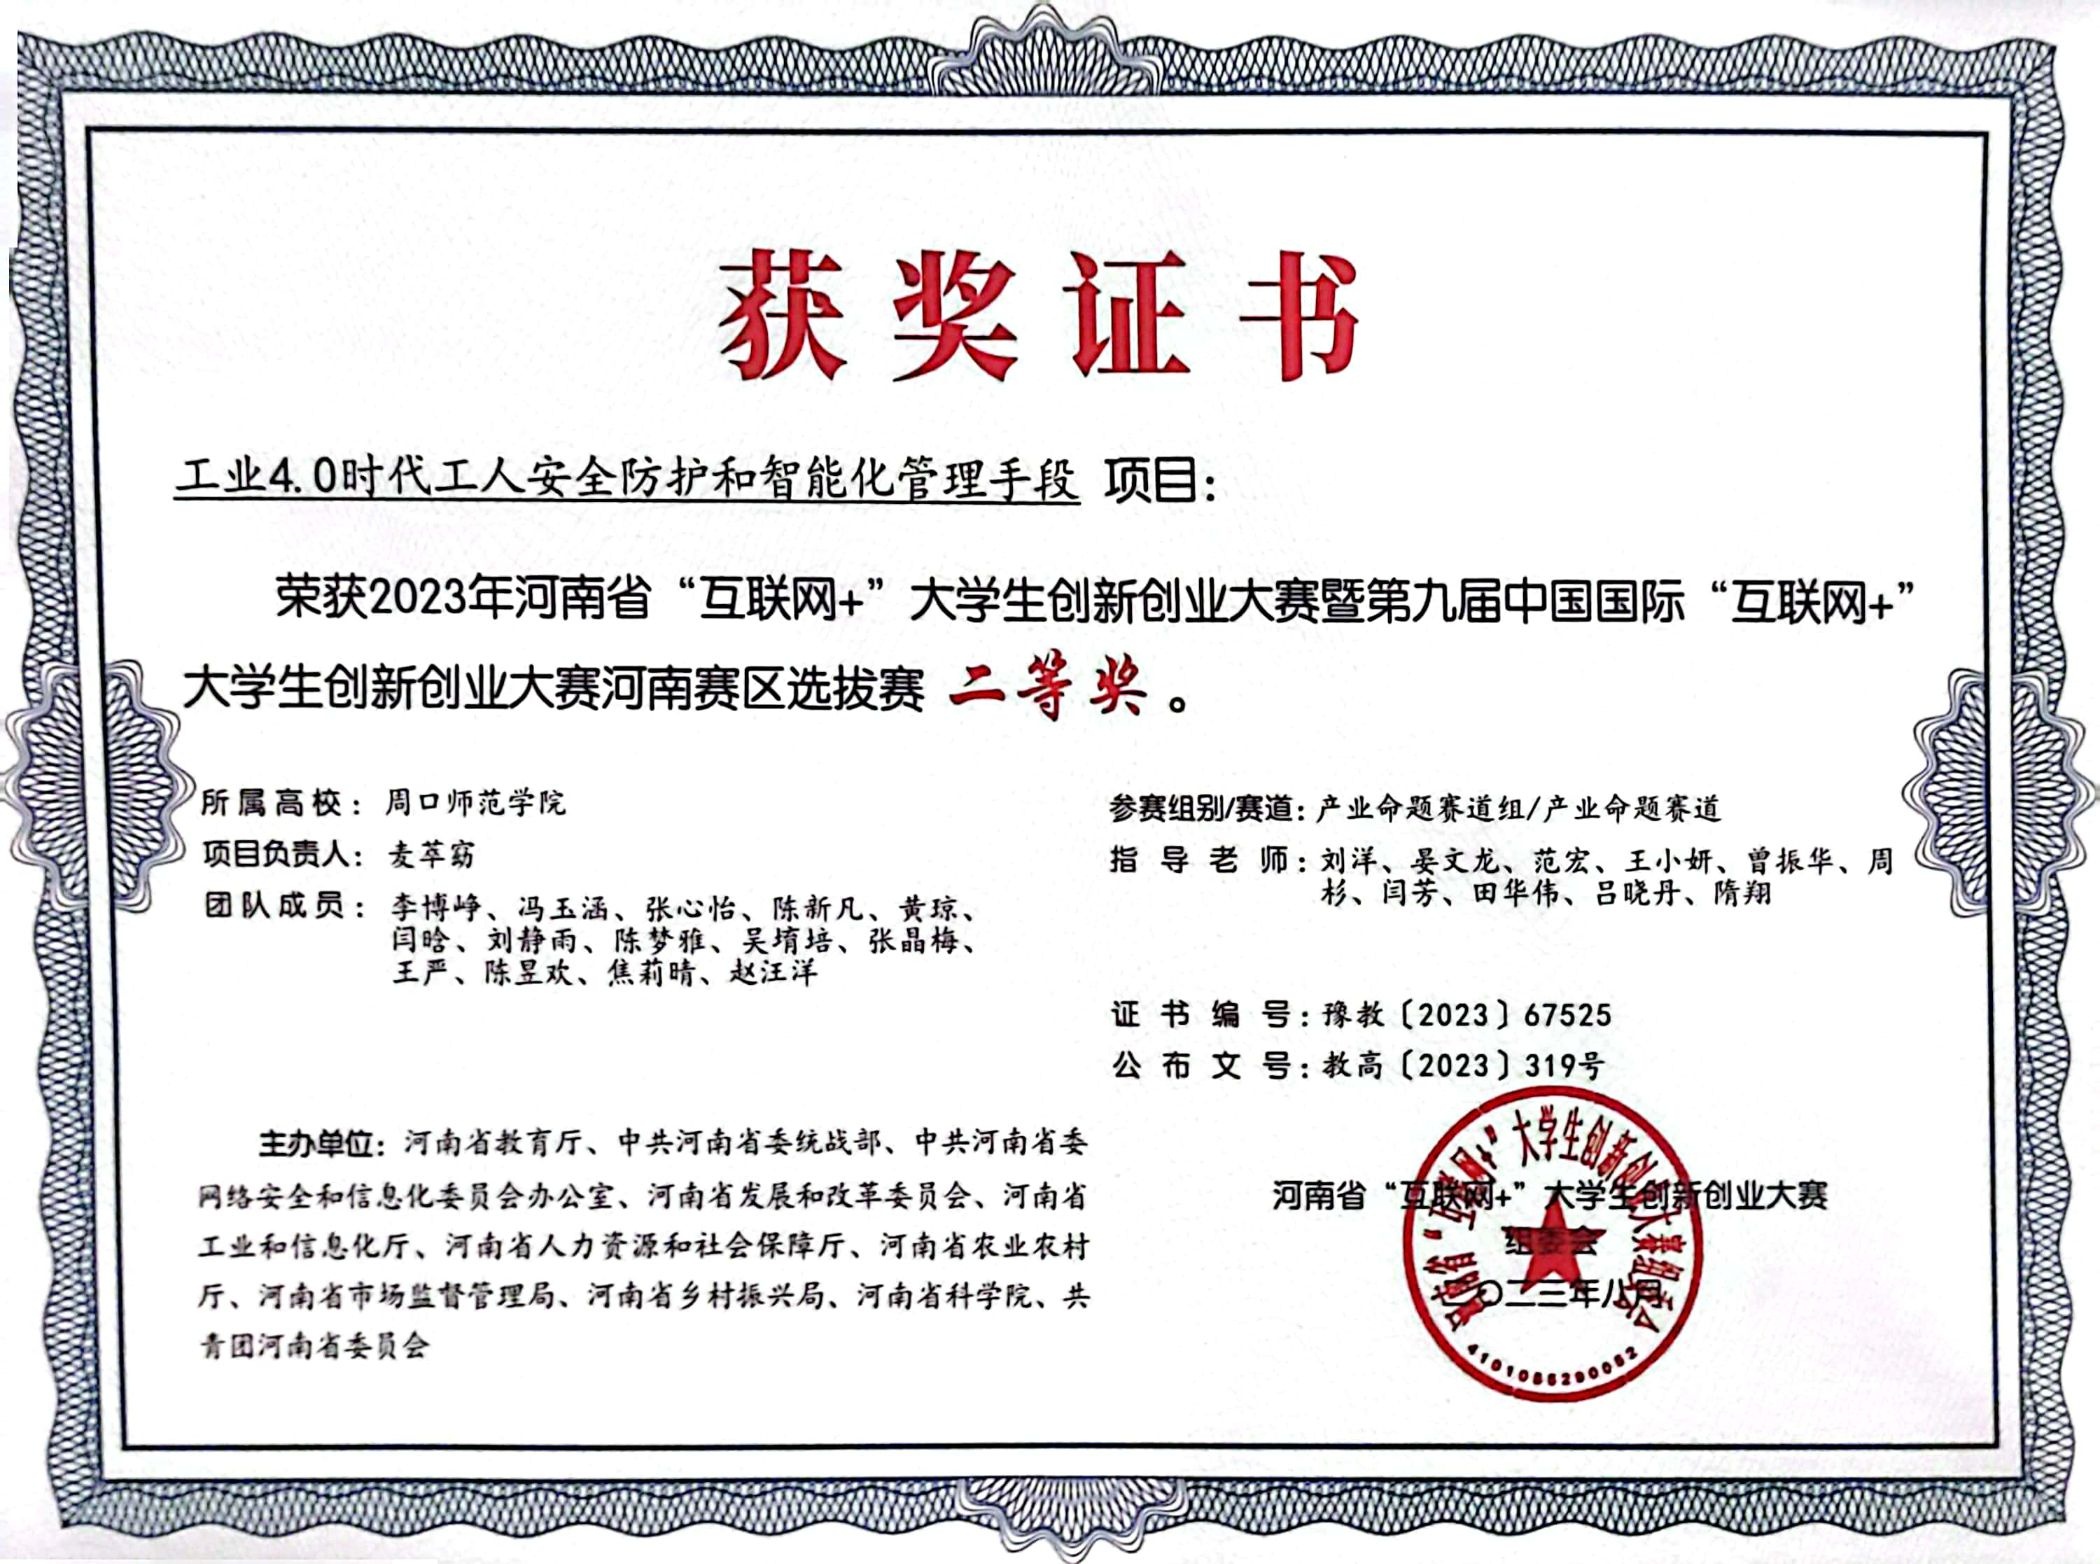 获奖证书
工业4.0时代工人安全防护和智能化管理手段 项目：
荣获2023年河南省“互联网+”大学生创新创业大赛暨第九届中国国际“互联网+”
大学生创新创业大赛河南赛区选拔赛 二等奖。
所属高校：周口师范学院
项目负责人：麦萃窈
团队成员：李博峥、冯玉涵、张心怡、陈新凡、黄琼、
闫晗、刘静雨、陈梦雅、吴堉培、张晶梅、
王严、陈昱欢、焦莉晴、赵汪洋
参赛组别/赛道：产业命题赛道组/产业命题赛道
指导老师：刘洋、晏文龙、范宏、王小妍、曾振华、周
杉、闫芳、田华伟、吕晓丹、隋翔
证书编号：豫教〔2023〕67525
公布文号：教高〔2023〕319号
主办单位：河南省教育厅、中共河南省委统战部、中共河南省委
网络安全和信息化委员会办公室、河南省发展和改革委员会、河南省
工业和信息化厅、河南省人力资源和社会保障厅、河南省农业农村
厅、河南省市场监督管理局、河南省乡村振兴局、河南省科学院、共
青团河南省委员会
河南省“互联网+”大学生创新创业大赛
组委会
二〇二三年八月
河南省“互联网+”大学生创新创业大赛组委会